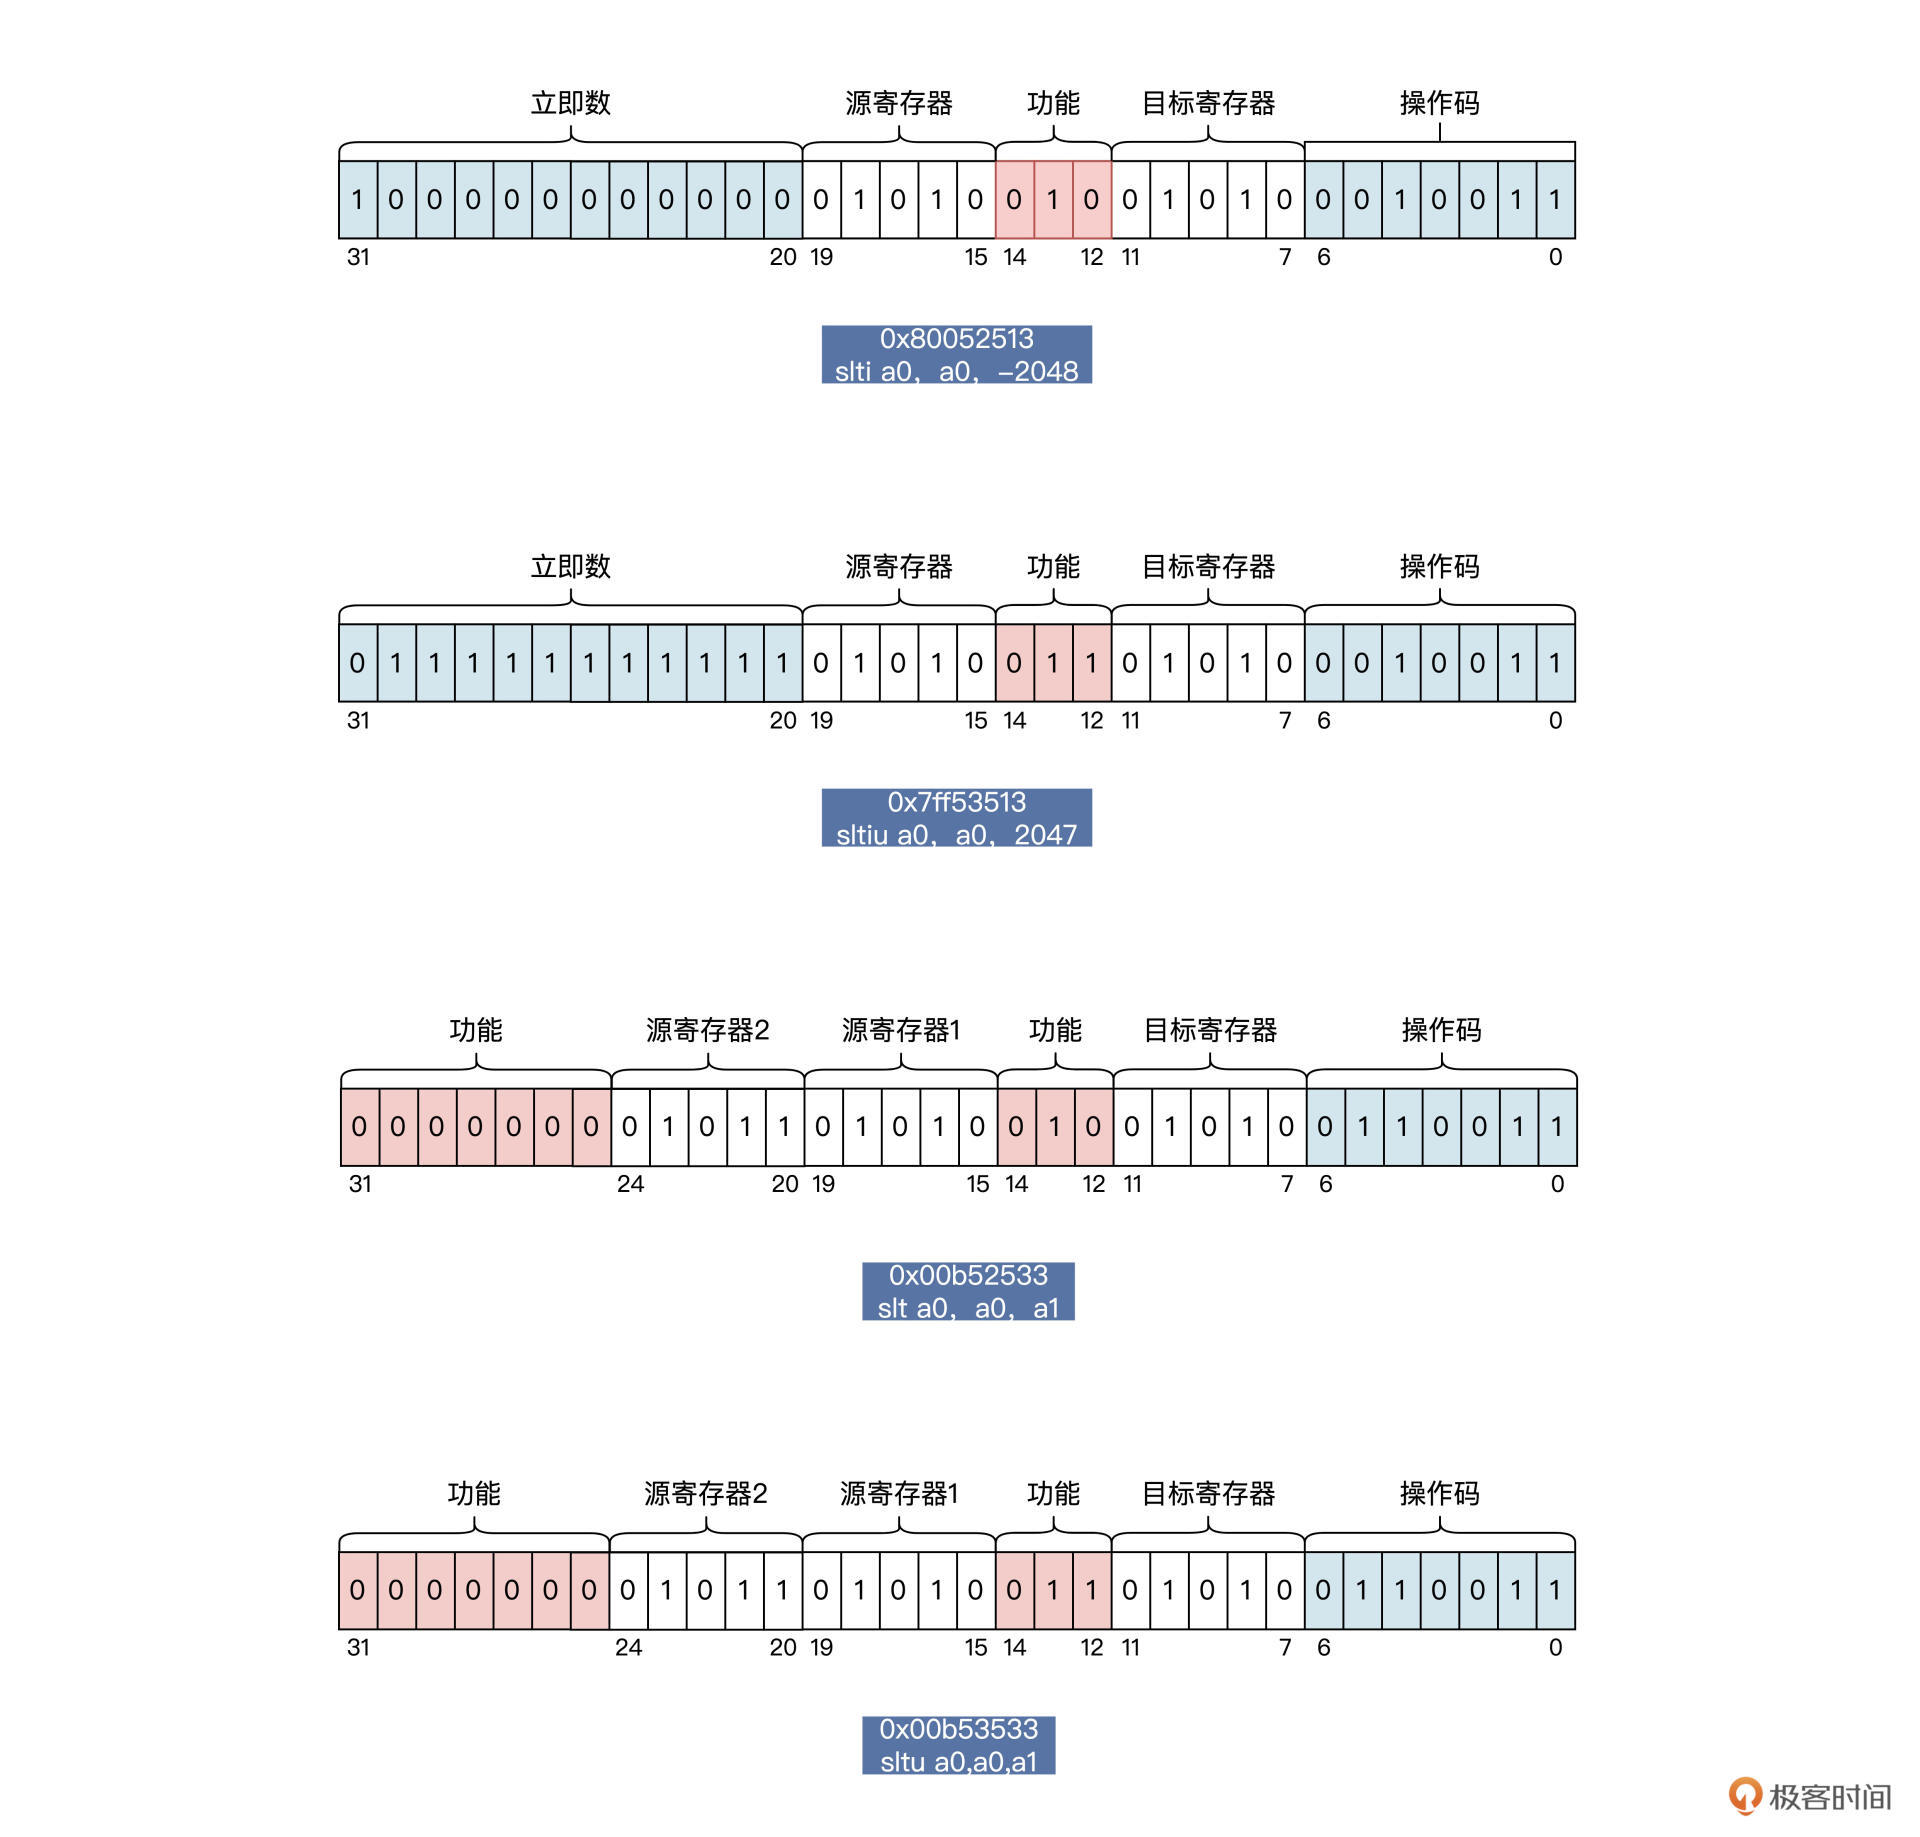 立即数 源寄存器 功能 目标寄存器 操作码
1 0 0 0 0 0 0 0 0 0 0 0 0 1 0 1 0 0 1 0 0 1 0 1 0 0 0 1 0 0 1 1
31 20 19 15 14 12 11 7 6 0
0x80052513
slti a0，a0，-2048
立即数 源寄存器 功能 目标寄存器 操作码
0 1 1 1 1 1 1 1 1 1 1 1 0 1 0 1 0 0 1 1 0 1 0 1 0 0 0 1 0 0 1 1
31 20 19 15 14 12 11 7 6 0
0x7ff53513
sltiu a0，a0，2047
功能 源寄存器2 源寄存器1 功能 目标寄存器 操作码
0 0 0 0 0 0 0 0 1 0 1 1 0 1 0 1 0 0 1 0 0 1 0 1 0 0 1 1 0 0 1 1
31 24 20 19 15 14 12 11 7 6 0
0x00b52533
slt a0，a0，a1
功能 源寄存器2 源寄存器1 功能 目标寄存器 操作码
0 0 0 0 0 0 0 0 1 0 1 1 0 1 0 1 0 0 1 1 0 1 0 1 0 0 1 1 0 0 1 1
31 24 20 19 15 14 12 11 7 6 0
0x00b53533
sltu a0,a0,a1
极客时间